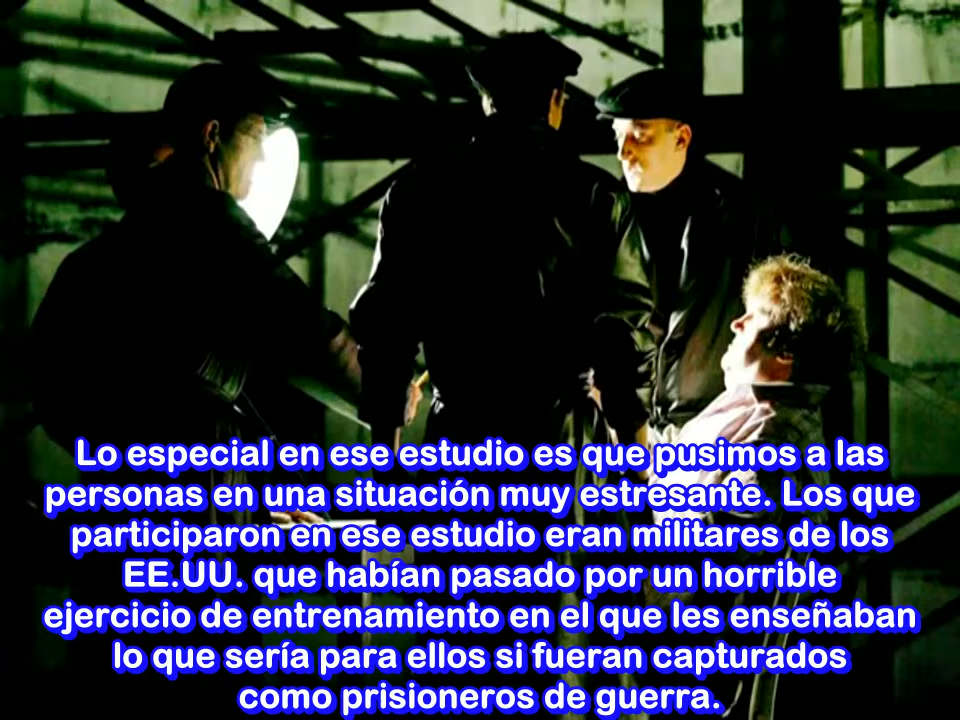 Lo especial en ese estudio es que pusimos a las
personas en una situación muy estresante. Los que
participaron en ese estudio eran militares de los
EE.UU. que habían pasado por un horrible
ejercicio de entrenamiento en el que les enseñaban
lo que sería para ellos si fueran capturados
como prisioneros de guerra.